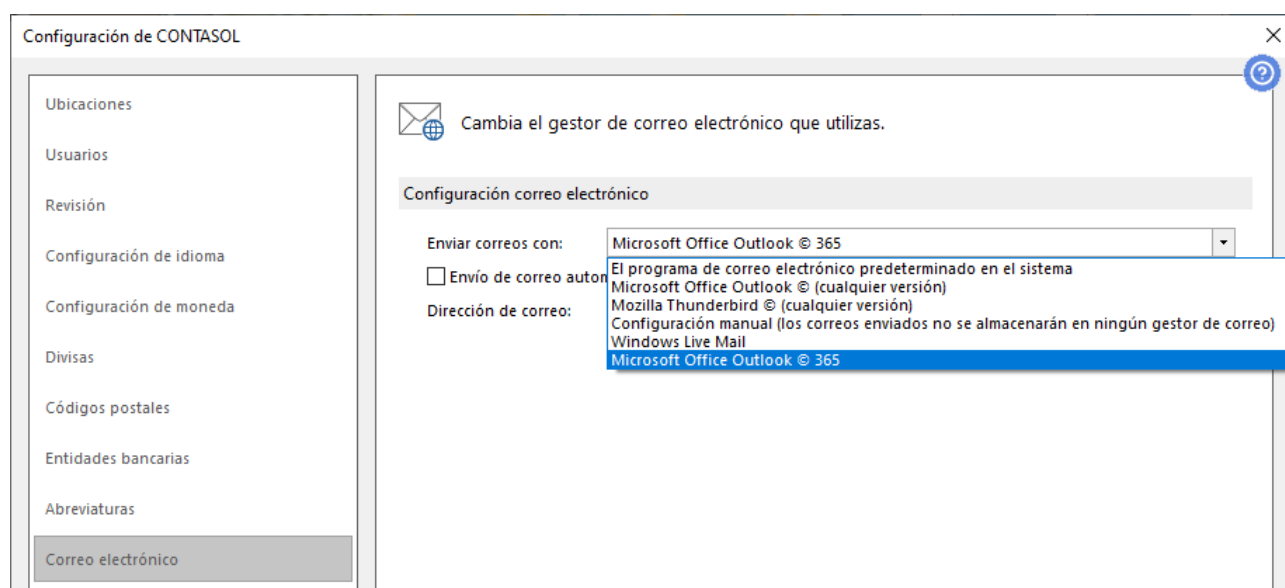 Configuración de CONTASOL
Ubicaciones
Usuarios
Revisión
Configuración de idioma
Configuración de moneda
Divisas
Códigos postales
Entidades bancarias
Abreviaturas
Correo electrónico
Cambia el gestor de correo electrónico que utilizas.
Configuración correo electrónico
Enviar correos con: Microsoft Office Outlook © 365
Envío de correo auton
Dirección de correo:
El programa de correo electrónico predeterminado en el sistema
Microsoft Office Outlook © (cualquier versión)
Mozilla Thunderbird © (cualquier versión)
Configuración manual (los correos enviados no se almacenarán en ningún gestor de correo)
Windows Live Mail
Microsoft Office Outlook © 365